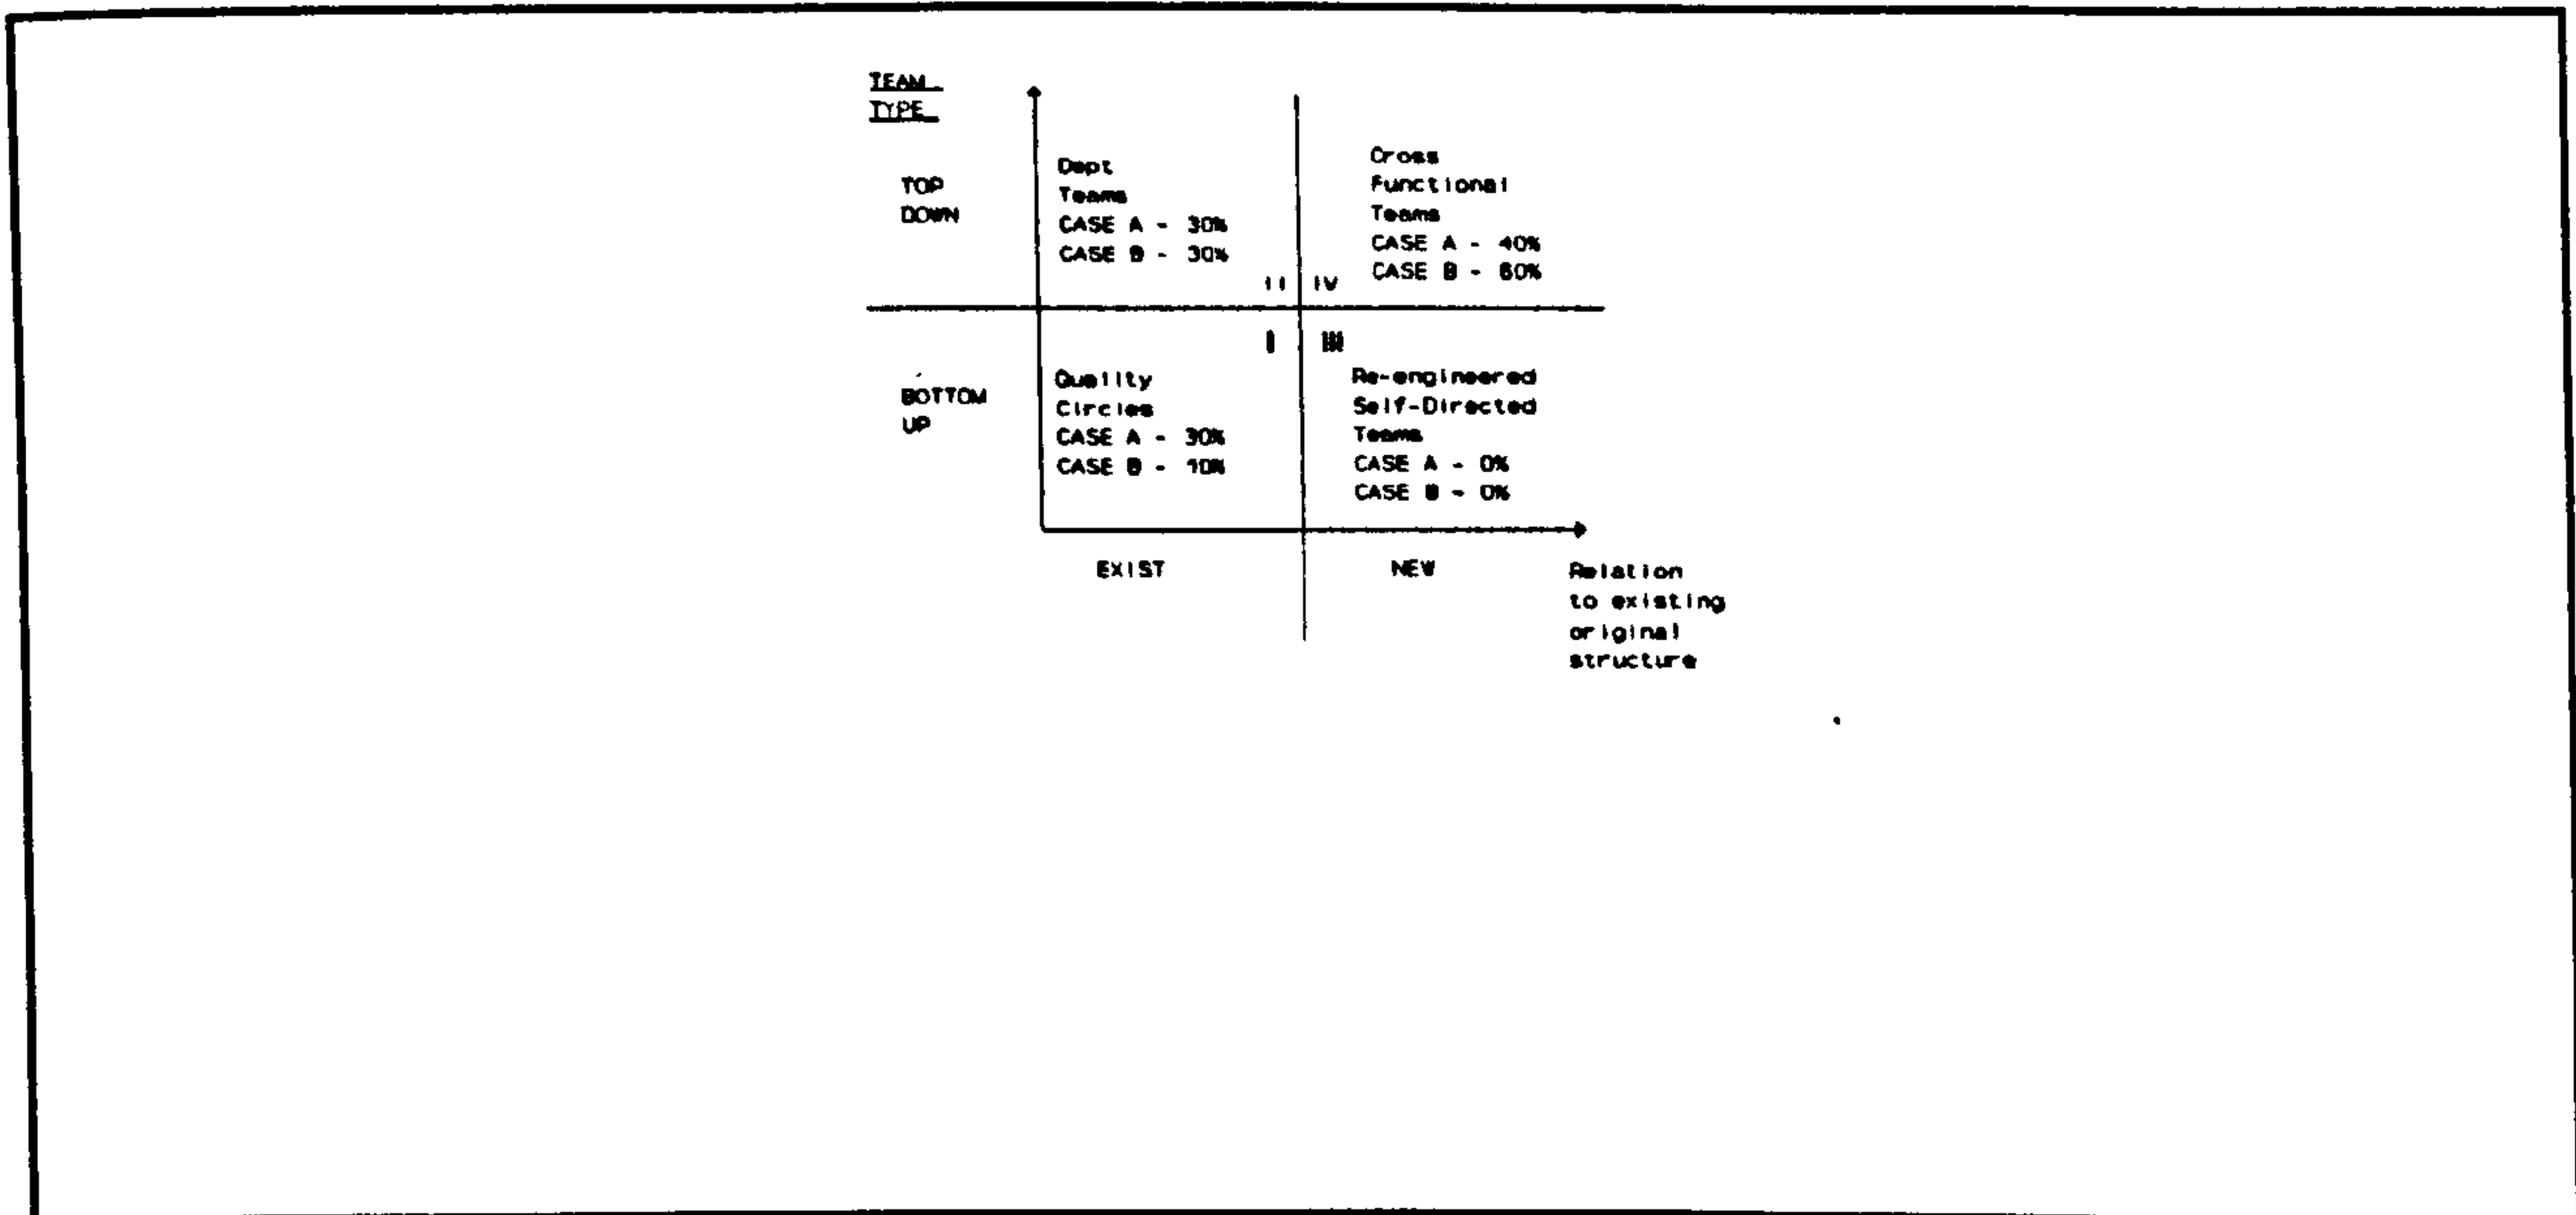 TEAM
TYPE
TOP
DOWN
Dept
Teams
CASE A - 30%
CASE B - 30%
II
Cross
Functional
Teams
CASE A - 40%
CASE B - 60%
IV
BOTTOM
UP
I
Quality
Circles
CASE A - 30%
CASE B - 10%
III
Re-engineered
Self-Directed
Teams
CASE A - 0%
CASE B - 0%
EXIST
NEW
Relation
to existing
original
structure